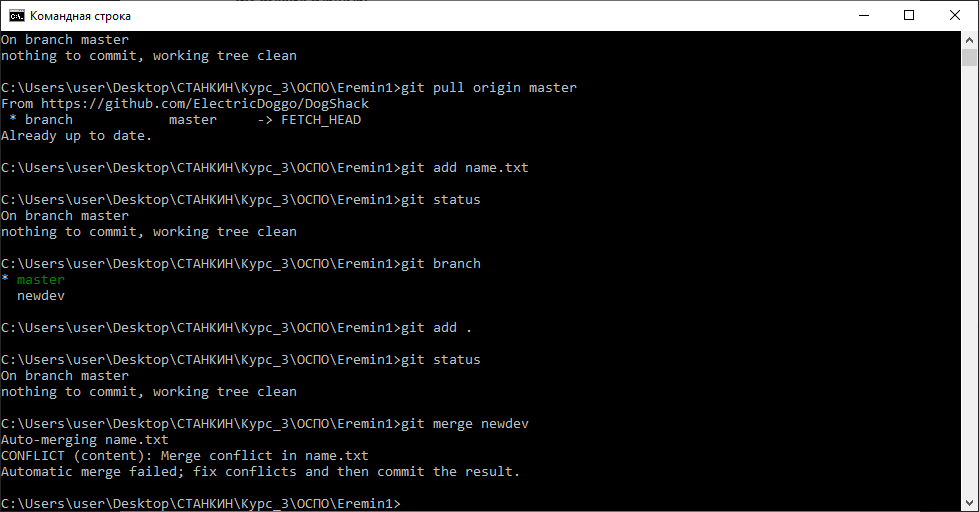 Командная строка
On branch master
nothing to commit, working tree clean
C:\Users\user\Desktop\СТАНКИН\Курс_3\ОСПО\Eremin1>git pull origin master
From https://github.com/ElectricDoggo/DogShack
 * branch            master     -> FETCH_HEAD
Already up to date.
C:\Users\user\Desktop\СТАНКИН\Курс_3\ОСПО\Eremin1>git add name.txt
C:\Users\user\Desktop\СТАНКИН\Курс_3\ОСПО\Eremin1>git status
On branch master
nothing to commit, working tree clean
C:\Users\user\Desktop\СТАНКИН\Курс_3\ОСПО\Eremin1>git branch
* master
  newdev
C:\Users\user\Desktop\СТАНКИН\Курс_3\ОСПО\Eremin1>git add .
C:\Users\user\Desktop\СТАНКИН\Курс_3\ОСПО\Eremin1>git status
On branch master
nothing to commit, working tree clean
C:\Users\user\Desktop\СТАНКИН\Курс_3\ОСПО\Eremin1>git merge newdev
Auto-merging name.txt
CONFLICT (content): Merge conflict in name.txt
Automatic merge failed; fix conflicts and then commit the result.
C:\Users\user\Desktop\СТАНКИН\Курс_3\ОСПО\Eremin1>